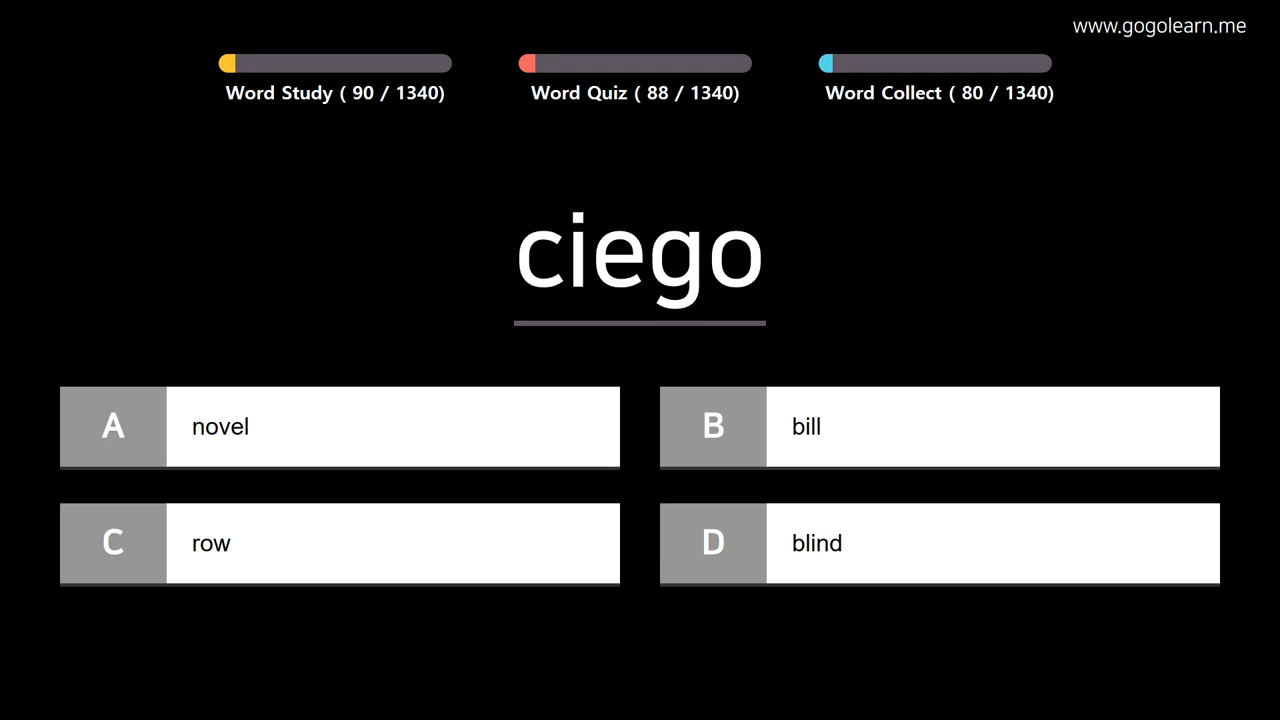 www.gogolearn.me
Word Study ( 90 / 1340)
Word Quiz ( 88 / 1340)
Word Collect ( 80 / 1340)
ciego
A novel
B bill
C row
D blind